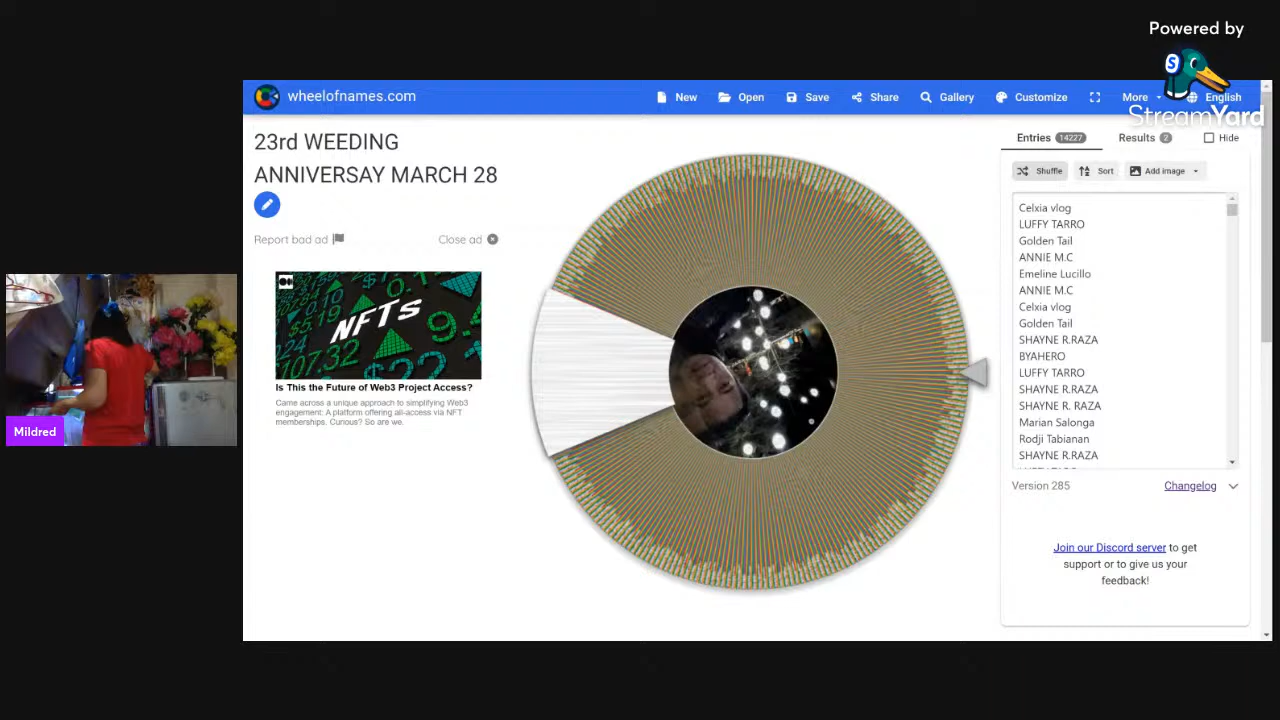 Powered by
StreamYard
wheelofnames.com
New
Open
Save
Share
Gallery
Customize
More
English
23rd WEEDING
ANNIVERSAY MARCH 28
Report bad ad
Close ad
NFTS
Is This the Future of Web3 Project Access?
Came across a unique approach to simplifying Web3
engagement: A platform offering all-access via NFT
memberships. Curious? So are we.
Mildred
Entries 14227
Results 2
Hide
Shuffle
Sort
Add image
Celxia vlog
LUFFY TARRO
Golden Tail
ANNIE M.C
Emeline Lucillo
ANNIE M.C
Celxia vlog
Golden Tail
SHAYNE R.RAZA
BYAHERO
LUFFY TARRO
SHAYNE R.RAZA
SHAYNE R. RAZA
Marian Salonga
Rodji Tabianan
SHAYNE R.RAZA
Version 285
Changelog
Join our Discord server to get
support or to give us your
feedback!